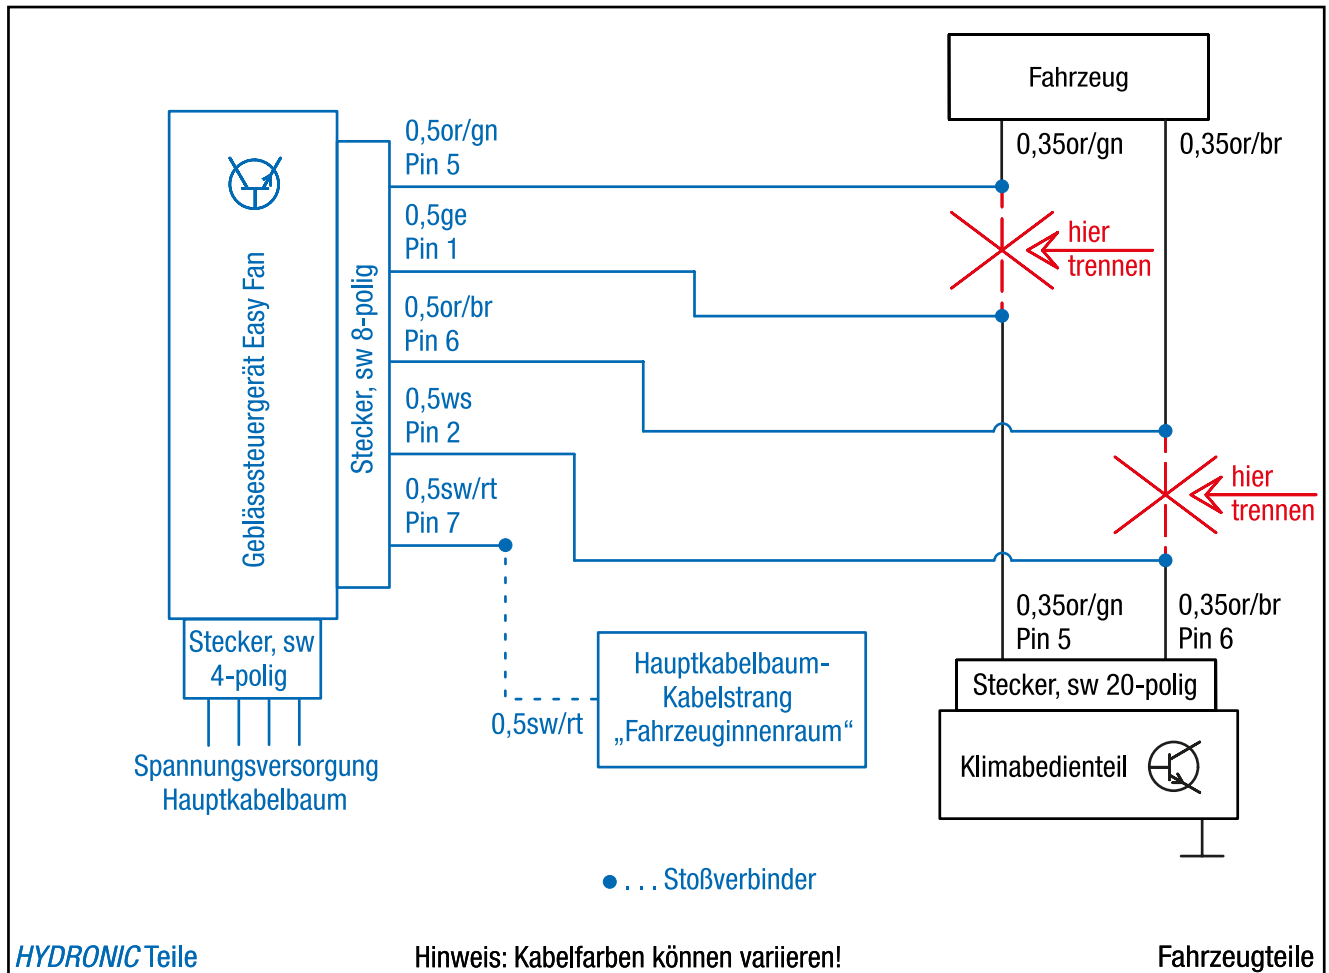 Fahrzeug
0,35or/gn
0,35or/br
0,5or/gn
Pin 5
0,5ge
Pin 1
0,5or/br
Pin 6
0,5ws
Pin 2
0,5sw/rt
Pin 7
Gebläsesteuergerät Easy Fan
Stecker, sw 8-polig
hier
trennen
hier
trennen
Stecker, sw
4-polig
Spannungsversorgung
Hauptkabelbaum
0,5sw/rt
Hauptkabelbaum-
Kabelstrang
„Fahrzeuginnenraum“
0,35or/gn
Pin 5
0,35or/br
Pin 6
Stecker, sw 20-polig
Klimabedienteil
. . . Stoßverbinder
HYDRONIC Teile
Hinweis: Kabelfarben können variieren!
Fahrzeugteile